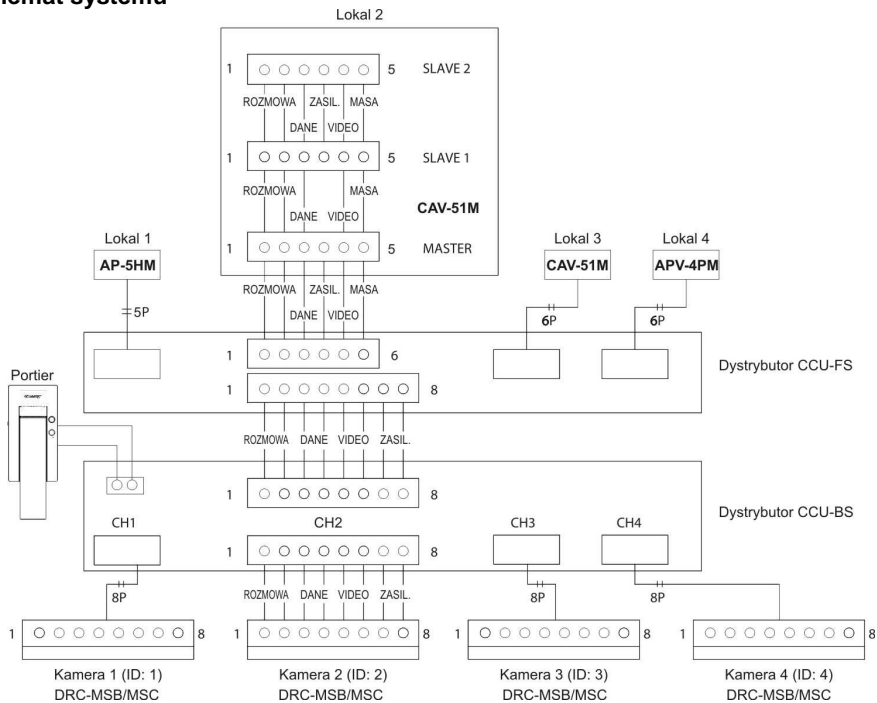 Lokal 2
1 5 SLAVE 2
ROZMOWA ZASIL. MASA
DANE VIDEO
1 5 SLAVE 1
ROZMOWA MASA
DANE VIDEO
CAV-51M
1 5 MASTER
Lokal 1
AP-5HM
Lokal 3
CAV-51M
Lokal 4
APV-4PM
ROZMOWA ZASIL. MASA
DANE VIDEO
5P
6P
6P
1 6
1 8
Dystrybutor CCU-FS
Portier
ROZMOWA DANE VIDEO ZASIL.
1 8
Dystrybutor CCU-BS
CH1
CH2
CH3
CH4
1 8
8P
ROZMOWA DANE VIDEO ZASIL.
8P
8P
1 8
1 8
1 8
1 8
Kamera 1 (ID: 1)
DRC-MSB/MSC
Kamera 2 (ID: 2)
DRC-MSB/MSC
Kamera 3 (ID: 3)
DRC-MSB/MSC
Kamera 4 (ID: 4)
DRC-MSB/MSC